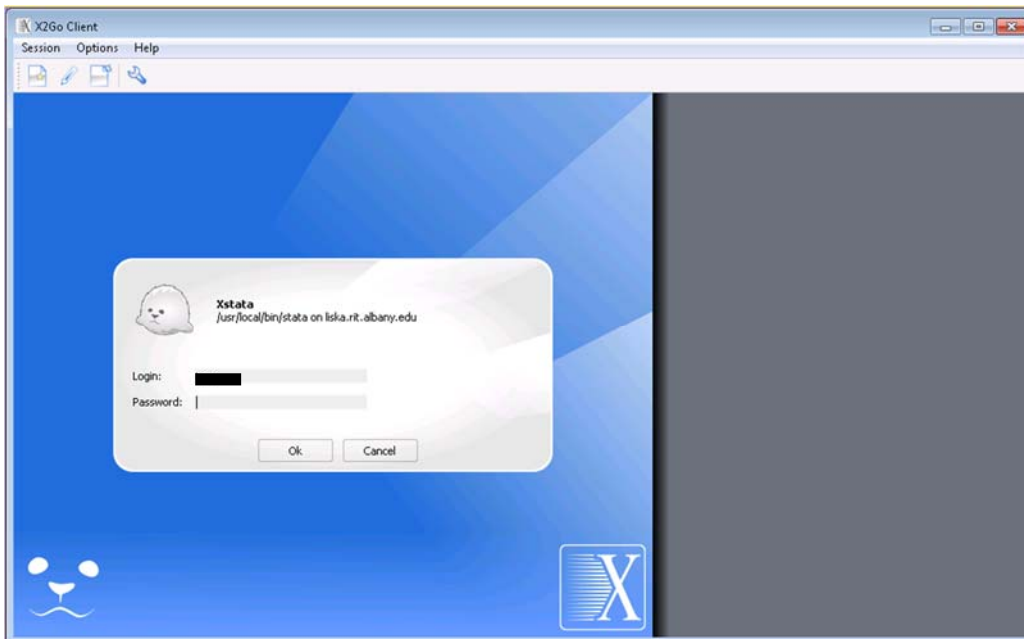 X2Go Client
Session Options Help
Xstata
/usr/local/bin/stata on liska.rit.albany.edu
Login:
Password:
Ok Cancel
X